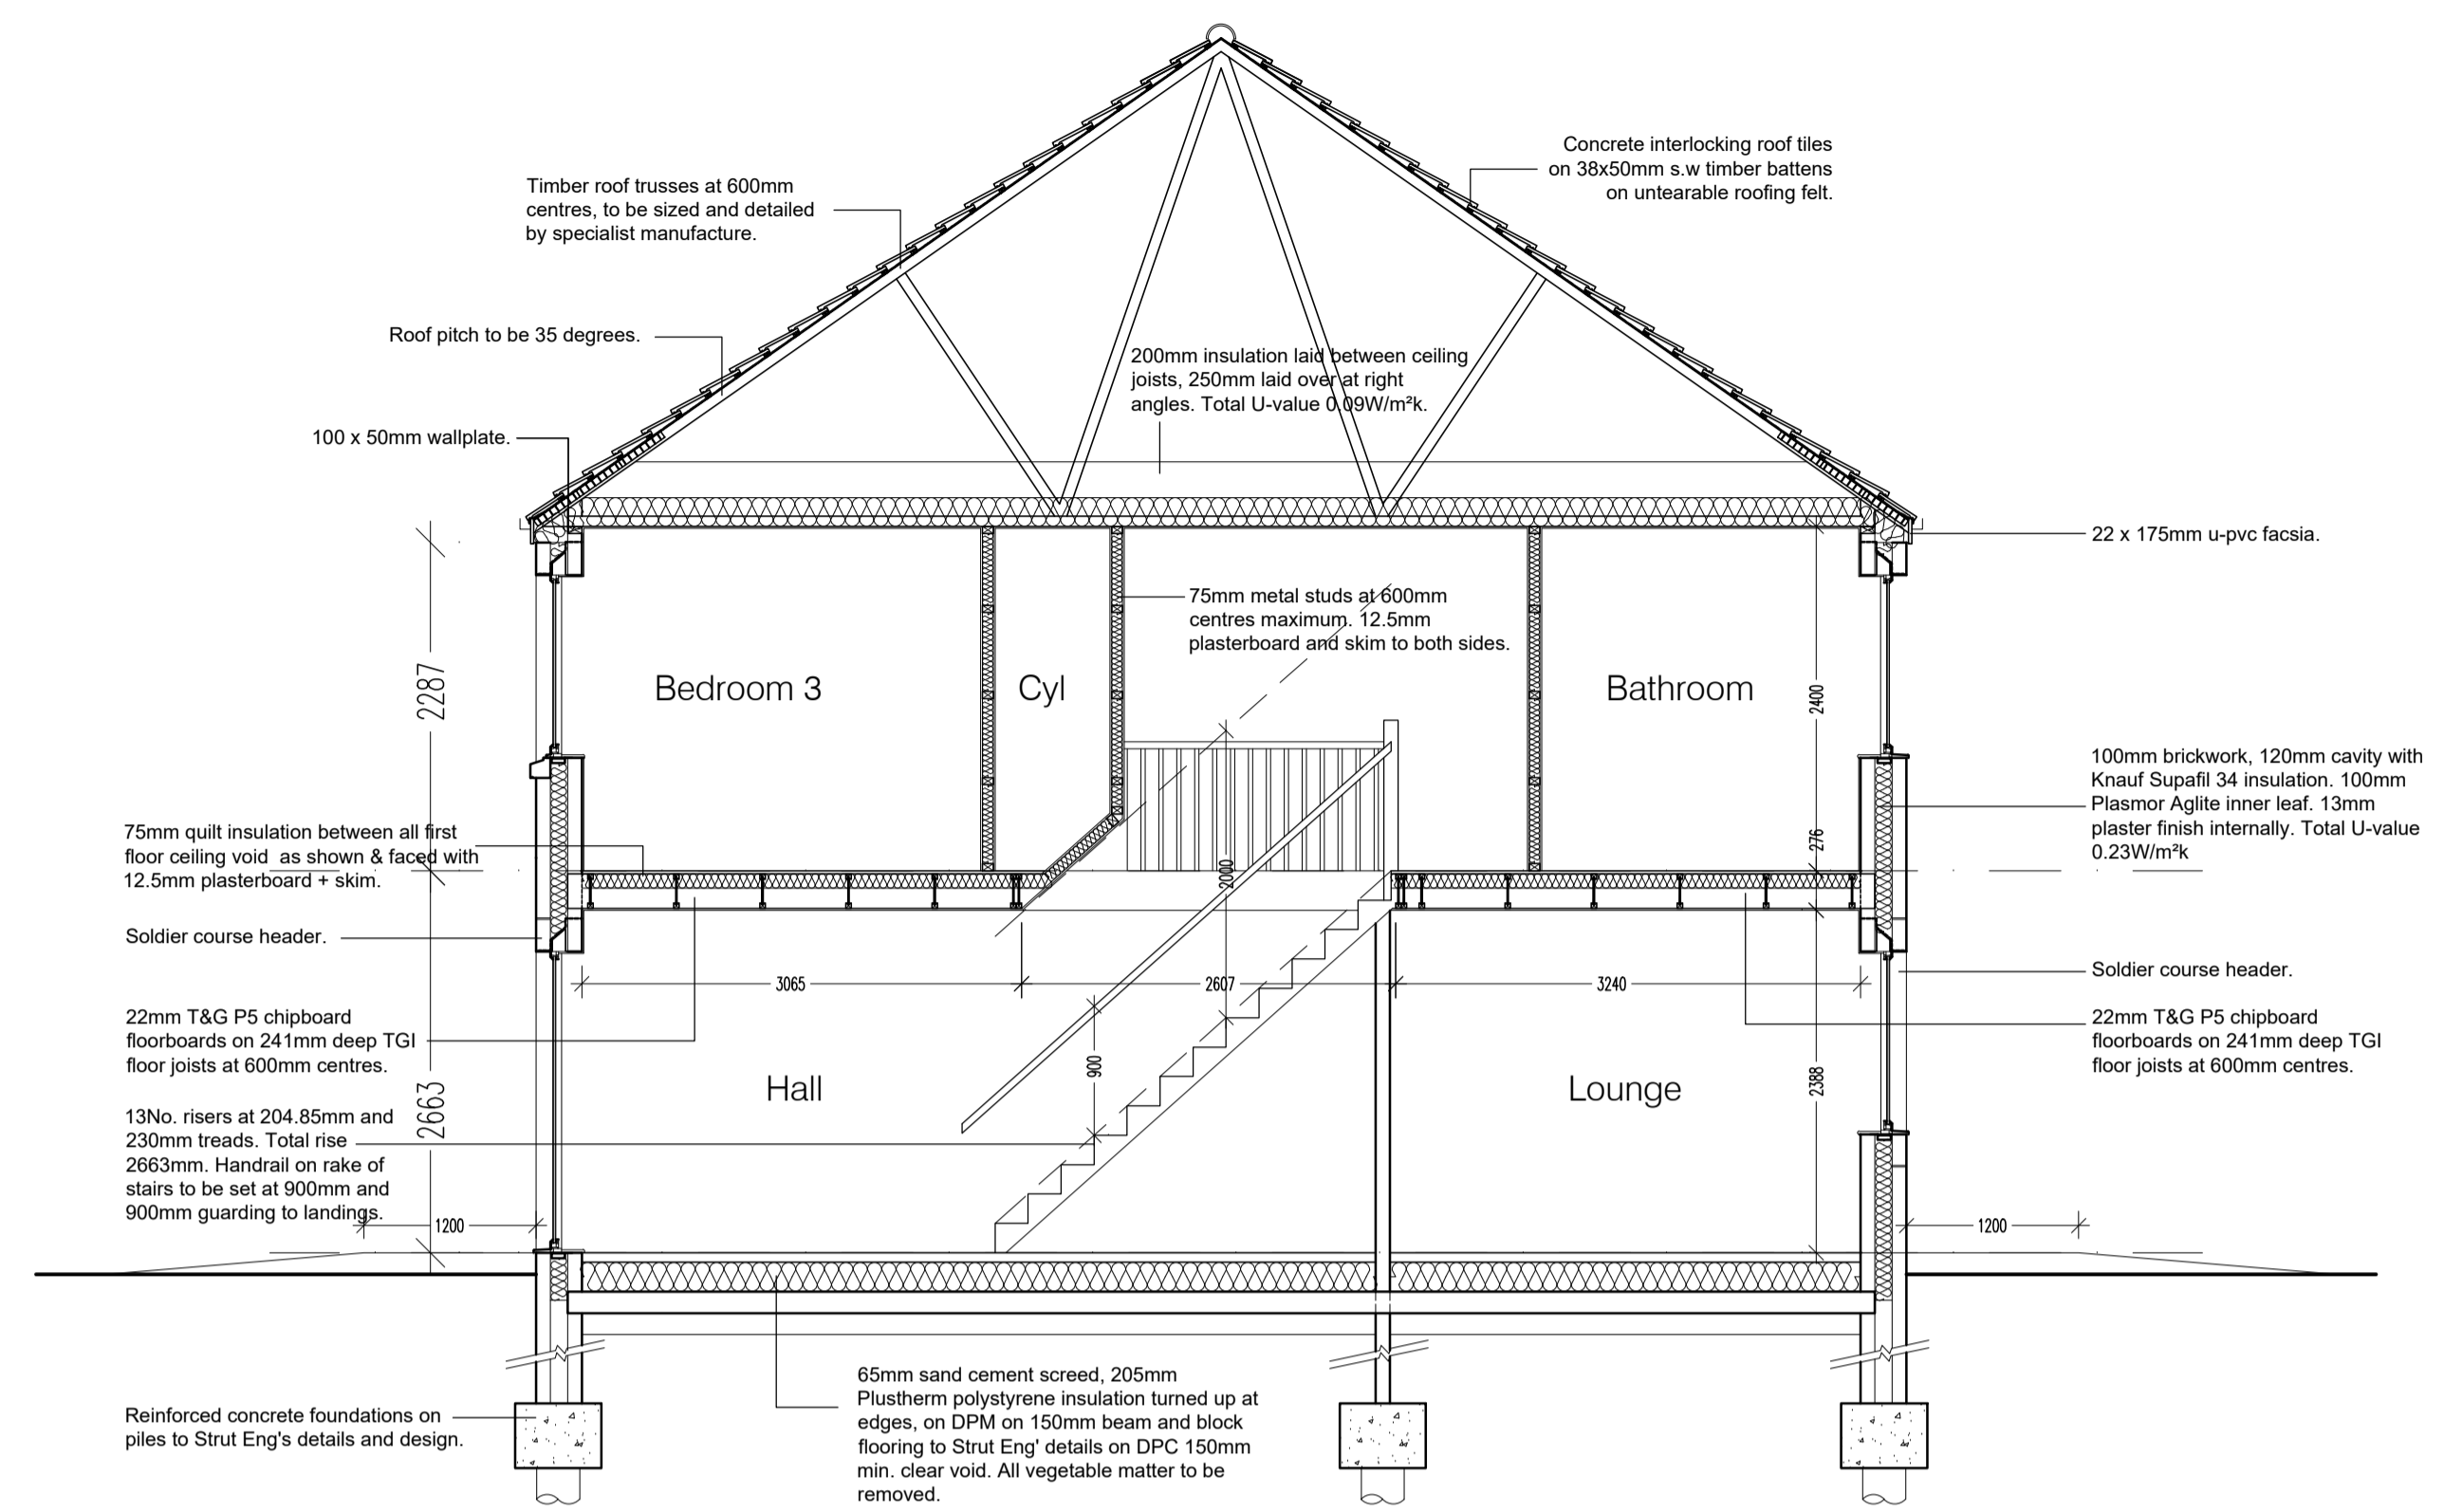 Concrete interlocking roof tiles
on 38x50mm s.w timber battens
on untearable roofing felt.
Timber roof trusses at 600mm
centres, to be sized and detailed
by specialist manufacture.
Roof pitch to be 35 degrees.
200mm insulation laid between ceiling
joists, 250mm laid over at right
angles. Total U-value 0.09W/m²k.
100 x 50mm wallplate.
22 x 175mm u-pvc facsia.
75mm metal studs at 600mm
centres maximum. 12.5mm
plasterboard and skim to both sides.
2287
Bedroom 3
Cyl
Bathroom
2400
100mm brickwork, 120mm cavity with
Knauf Supafil 34 insulation. 100mm
Plasmor Aglite inner leaf. 13mm
plaster finish internally. Total U-value
0.23W/m²k
75mm quilt insulation between all first
floor ceiling void as shown & faced with
12.5mm plasterboard + skim.
276
2000
Soldier course header.
Soldier course header.
3065
2607
3240
22mm T&G P5 chipboard
floorboards on 241mm deep TGI
floor joists at 600mm centres.
22mm T&G P5 chipboard
floorboards on 241mm deep TGI
floor joists at 600mm centres.
900
Hall
Lounge
2388
2663
13No. risers at 204.85mm and
230mm treads. Total rise
2663mm. Handrail on rake of
stairs to be set at 900mm and
900mm guarding to landings.
1200
1200
65mm sand cement screed, 205mm
Plustherm polystyrene insulation turned up at
edges, on DPM on 150mm beam and block
flooring to Strut Eng' details on DPC 150mm
min. clear void. All vegetable matter to be
removed.
Reinforced concrete foundations on
piles to Strut Eng's details and design.